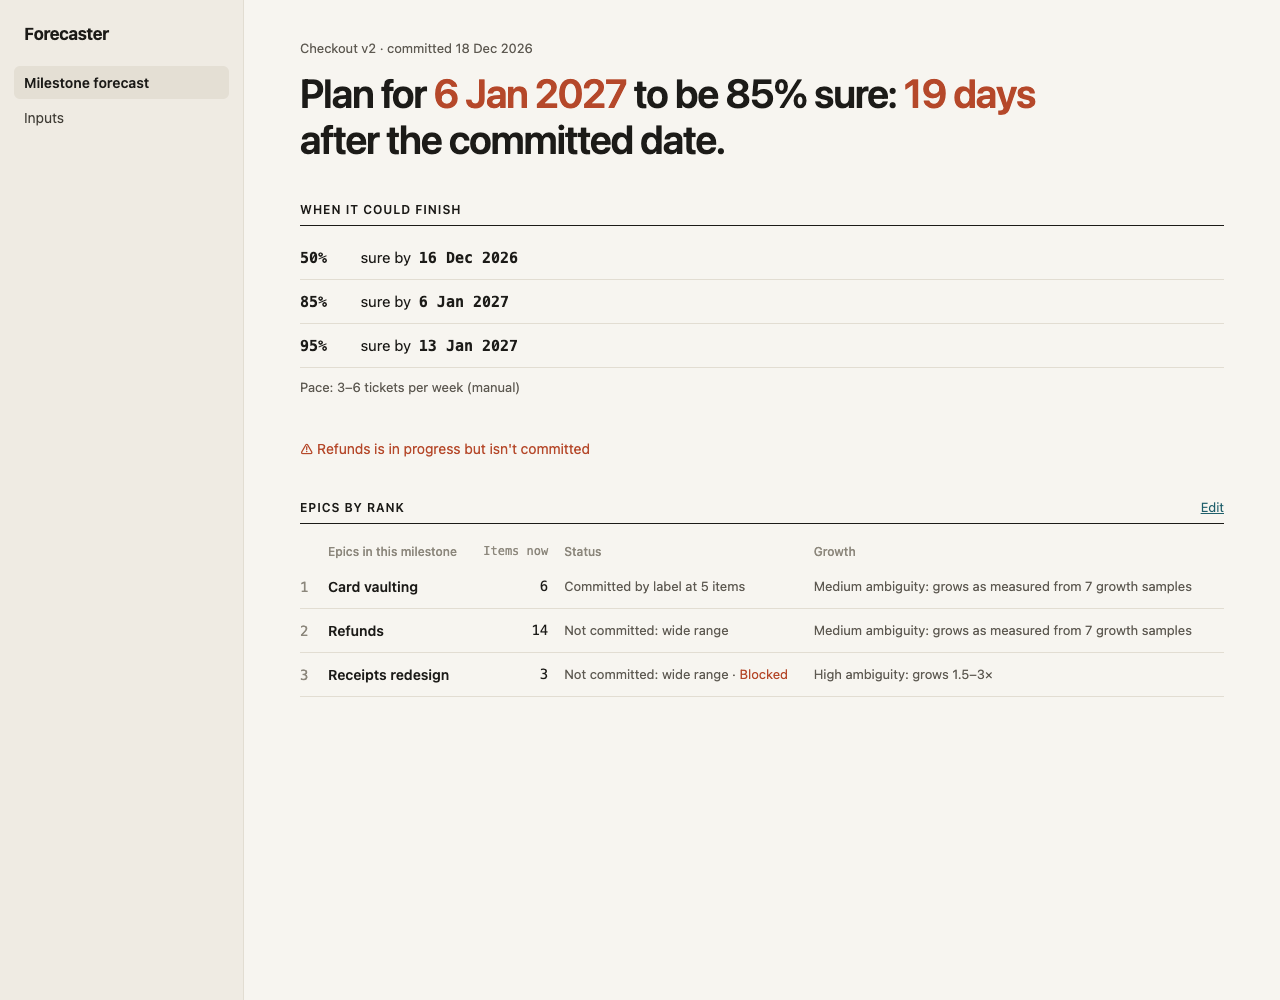 Forecaster
Milestone forecast
Inputs
Checkout v2 · committed 18 Dec 2026
Plan for 6 Jan 2027 to be 85% sure: 19 days
after the committed date.
WHEN IT COULD FINISH
50% sure by 16 Dec 2026
85% sure by 6 Jan 2027
95% sure by 13 Jan 2027
Pace: 3–6 tickets per week (manual)
⚠ Refunds is in progress but isn't committed
EPICS BY RANK Edit
Epics in this milestone Items now Status Growth
1 Card vaulting 6 Committed by label at 5 items Medium ambiguity: grows as measured from 7 growth samples
2 Refunds 14 Not committed: wide range Medium ambiguity: grows as measured from 7 growth samples
3 Receipts redesign 3 Not committed: wide range · Blocked High ambiguity: grows 1.5–3×